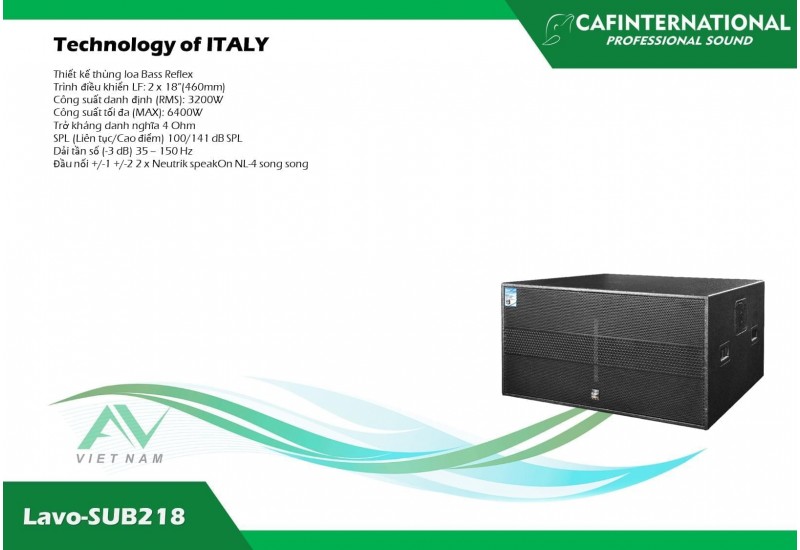 CAFINTERNATIONAL
PROFESSIONAL SOUND
Technology of ITALY
Thiết kế thùng loa Bass Reflex
Trình điều khiển LF: 2 x 18”(460mm)
Công suất danh định (RMS): 3200W
Công suất tối đa (MAX): 6400W
Trở kháng danh nghĩa 4 Ohm
SPL (Liên tục/Cao điểm) 100/141 dB SPL
Dải tần số (-3 dB) 35 – 150 Hz
Đầu nối +/-1 +/-2 2 x Neutrik speakOn NL-4 song song
AV
VIET NAM
Lavo-SUB218